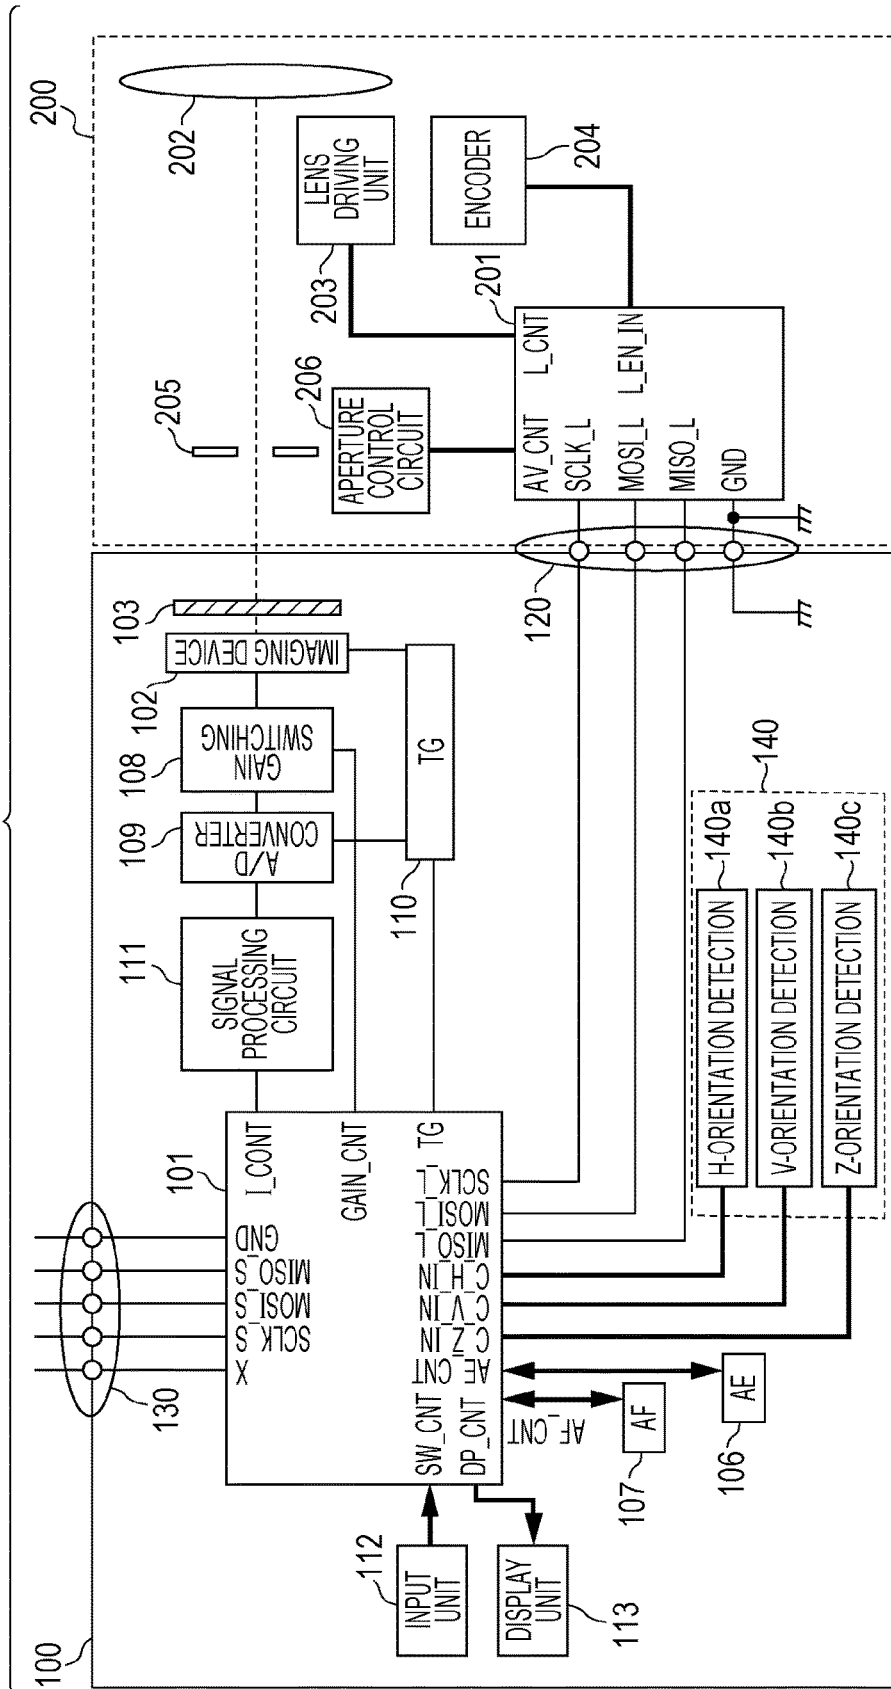 100
200
202
LENS
DRIVING
UNIT
203
ENCODER
204
201
205
APERTURE
CONTROL
CIRCUIT
206
AV_CNT
L_CNT
SCLK_L
MOSI_L
L_EN_IN
MISO_L
GND
120
103
IMAGING DEVICE
102
GAIN
SWITCHING
108
A/D
CONVERTER
109
TG
110
SIGNAL
PROCESSING
CIRCUIT
111
101
I_CONT
GAIN_CNT
TG
GND
MISO_S
MOSI_S
SCLK_S
X
130
SCLK_L
MOSI_L
MISO_L
C_H_IN
C_V_IN
C_Z_IN
AE_CNT
SW_CNT
DP_CNT
AF_CNT
INPUT
UNIT
112
DISPLAY
UNIT
113
AF
107
AE
106
140
H-ORIENTATION DETECTION
140a
V-ORIENTATION DETECTION
140b
Z-ORIENTATION DETECTION
140c